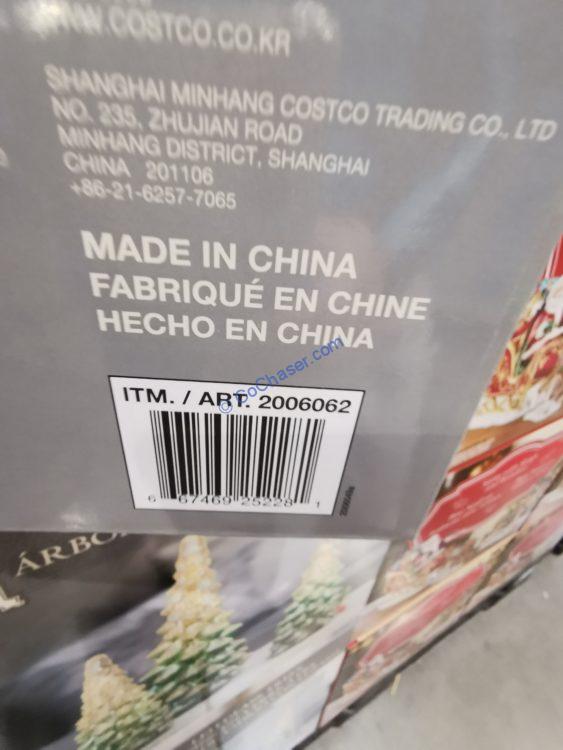 WWW.COSTCO.CO.KR
SHANGHAI MINHANG COSTCO TRADING CO., LTD
NO. 235, ZHUJIAN ROAD
MINHANG DISTRICT, SHANGHAI
CHINA 201106
+86-21-6257-7065
MADE IN CHINA
FABRIQUÉ EN CHINE
HECHO EN CHINA
CoChaser.com
ITM. / ART. 2006062
6 67469 25228 1